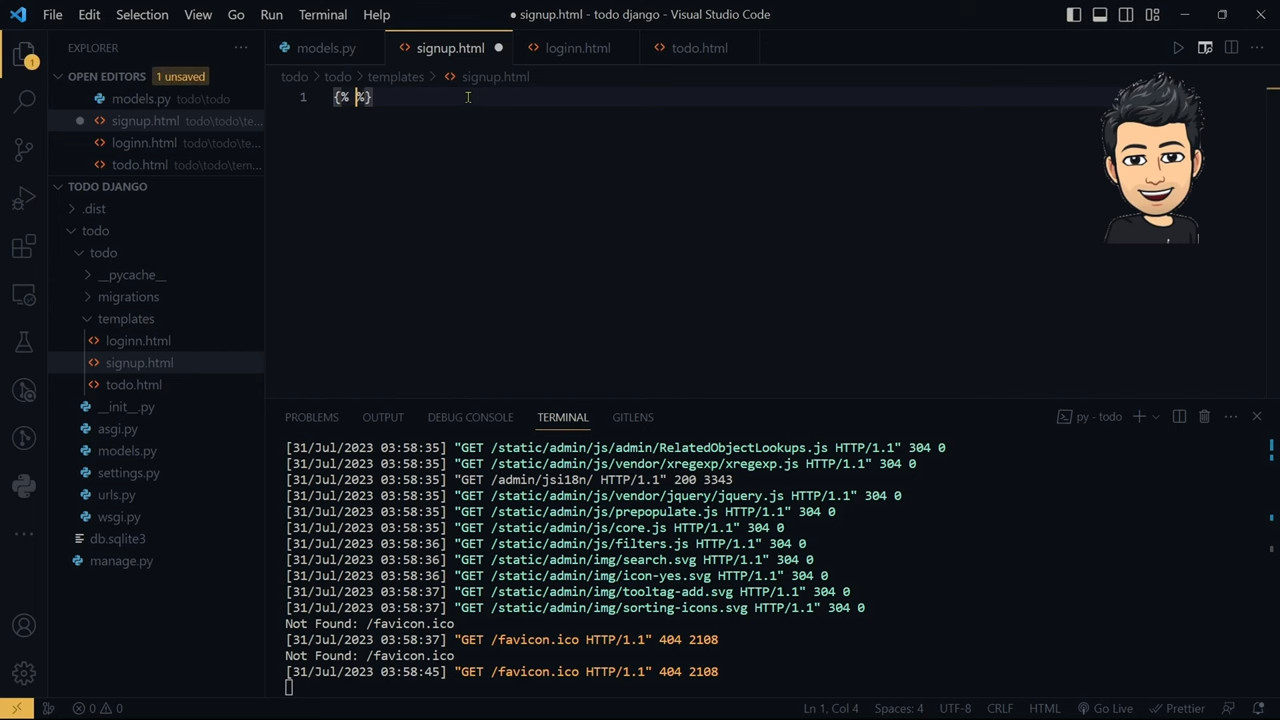 File Edit Selection View Go Run Terminal Help
● signup.html - todo django - Visual Studio Code
EXPLORER
1
OPEN EDITORS 1 unsaved
models.py todo\todo
signup.html todo\todo\te...
loginn.html todo\todo\te...
todo.html todo\todo\tem...
TODO DJANGO
.dist
todo
todo
__pycache__
migrations
templates
loginn.html
signup.html
todo.html
__init__.py
asgi.py
models.py
settings.py
urls.py
wsgi.py
db.sqlite3
manage.py
models.py signup.html loginn.html todo.html
todo > todo > templates > signup.html
1 {% %}
PROBLEMS OUTPUT DEBUG CONSOLE TERMINAL GITLENS
py - todo
[31/Jul/2023 03:58:35] "GET /static/admin/js/admin/RelatedObjectLookups.js HTTP/1.1" 304 0
[31/Jul/2023 03:58:35] "GET /static/admin/js/vendor/xregexp/xregexp.js HTTP/1.1" 304 0
[31/Jul/2023 03:58:35] "GET /admin/jsi18n/ HTTP/1.1" 200 3343
[31/Jul/2023 03:58:35] "GET /static/admin/js/vendor/jquery/jquery.js HTTP/1.1" 304 0
[31/Jul/2023 03:58:35] "GET /static/admin/js/prepopulate.js HTTP/1.1" 304 0
[31/Jul/2023 03:58:35] "GET /static/admin/js/core.js HTTP/1.1" 304 0
[31/Jul/2023 03:58:36] "GET /static/admin/js/filters.js HTTP/1.1" 304 0
[31/Jul/2023 03:58:36] "GET /static/admin/img/search.svg HTTP/1.1" 304 0
[31/Jul/2023 03:58:36] "GET /static/admin/img/icon-yes.svg HTTP/1.1" 304 0
[31/Jul/2023 03:58:37] "GET /static/admin/img/tooltag-add.svg HTTP/1.1" 304 0
[31/Jul/2023 03:58:37] "GET /static/admin/img/sorting-icons.svg HTTP/1.1" 304 0
Not Found: /favicon.ico
[31/Jul/2023 03:58:37] "GET /favicon.ico HTTP/1.1" 404 2108
Not Found: /favicon.ico
[31/Jul/2023 03:58:45] "GET /favicon.ico HTTP/1.1" 404 2108
0 0
Ln 1, Col 4 Spaces: 4 UTF-8 CRLF HTML Go Live Prettier